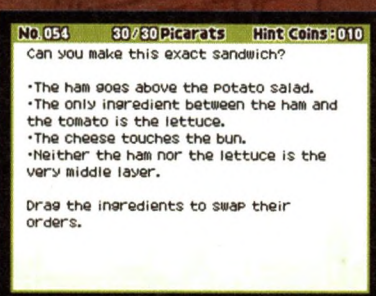 No.054 30/30 Picarats Hint Coins:010
Can you make this exact sandwich?
•The ham goes above the potato salad.
•The only ingredient between the ham and
the tomato is the lettuce.
•The cheese touches the bun.
•Neither the ham nor the lettuce is the
very middle layer.
Drag the ingredients to swap their
orders.